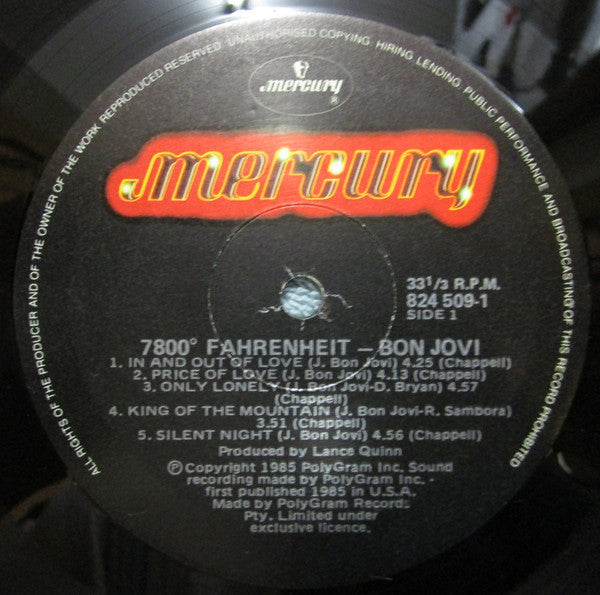 ALL RIGHTS OF THE PRODUCER AND OF THE OWNER OF THE WORK REPRODUCED RESERVED. UNAUTHORISED COPYING, HIRING LENDING, PUBLIC PERFORMANCE AND BROADCASTING OF THIS RECORD PROHIBITED
mercury
®
mercury
33 1/3 R.P.M.
824 509-1
SIDE 1
7800° FAHRENHEIT – BON JOVI
1. IN AND OUT OF LOVE (J. Bon Jovi) 4.25 (Chappell)
2. PRICE OF LOVE (J. Bon Jovi) 4.13 (Chappell)
3. ONLY LONELY (J. Bon Jovi-D. Bryan) 4.57
(Chappell)
4. KING OF THE MOUNTAIN (J. Bon Jovi-R. Sambora)
3.51 (Chappell)
5. SILENT NIGHT (J. Bon Jovi) 4.56 (Chappell)
Produced by Lance Quinn
Ⓟ Copyright 1985 PolyGram Inc. Sound
recording made by PolyGram Inc. -
first published 1985 in U.S.A.
Made by PolyGram Records
Pty. Limited under
exclusive licence.